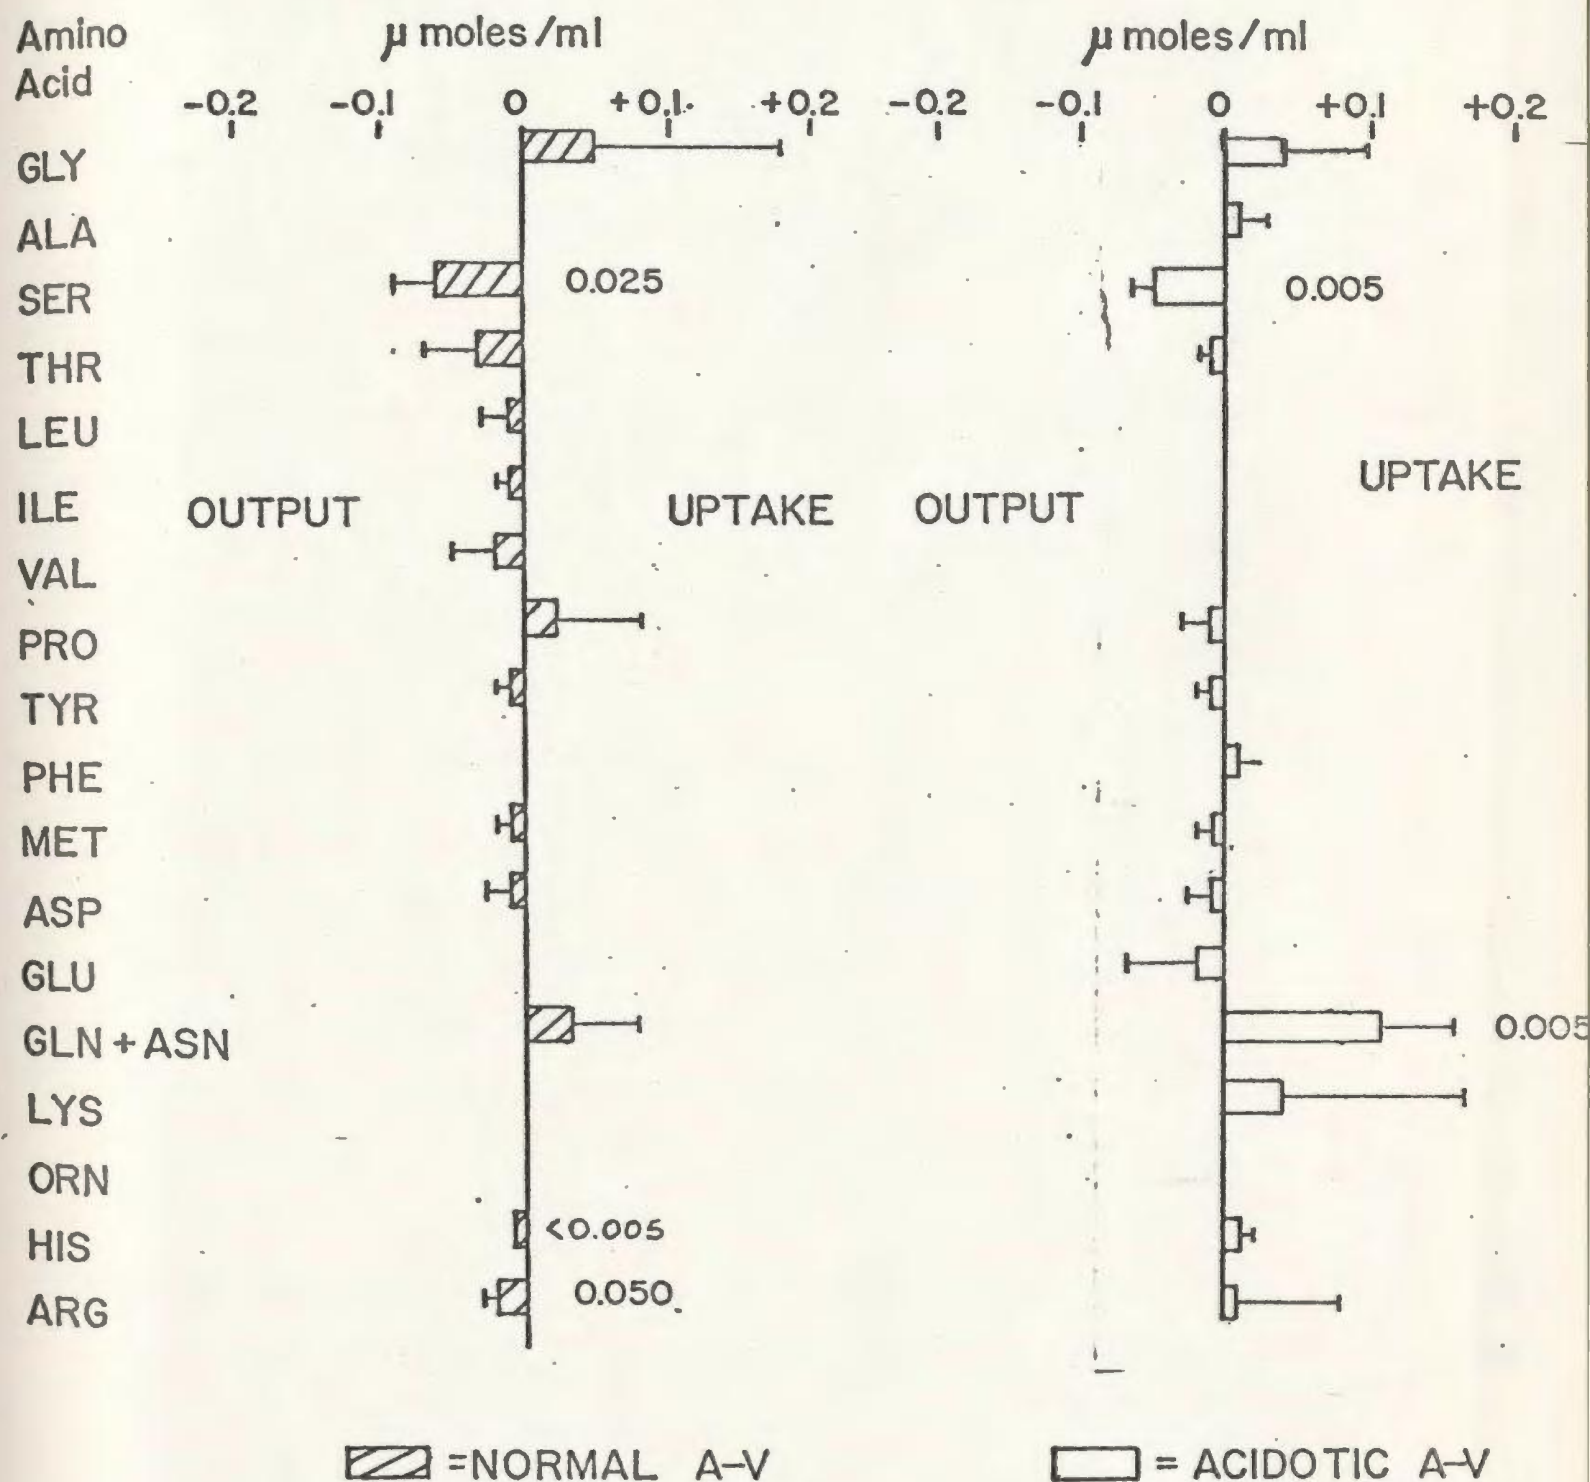 Amino Acid
μ moles/ml
μ moles/ml
-0.2 -0.1 0 +0.1 +0.2
-0.2 -0.1 0 +0.1 +0.2
GLY
ALA
SER 0.025 0.005
THR
LEU
ILE OUTPUT UPTAKE OUTPUT UPTAKE
VAL
PRO
TYR
PHE
MET
ASP
GLU
GLN + ASN 0.005
LYS
ORN
HIS <0.005
ARG 0.050
=NORMAL A-V
= ACIDOTIC A-V